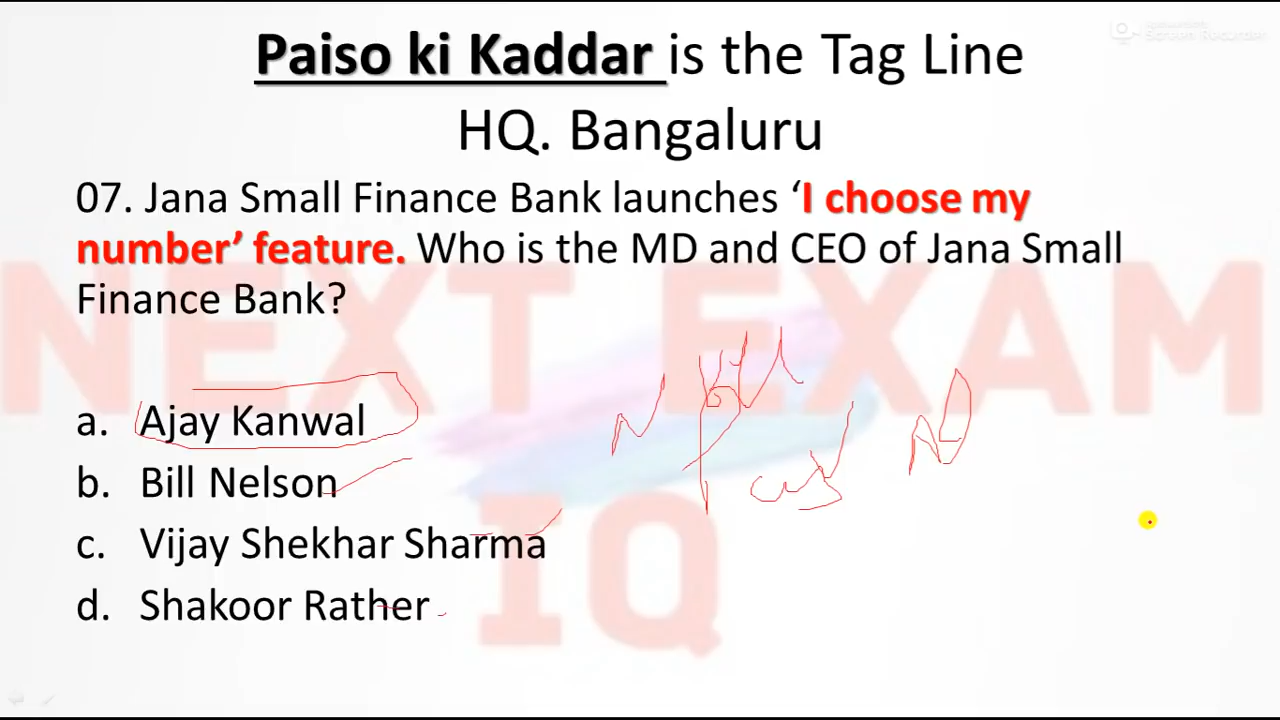 Paiso ki Kaddar is the Tag Line
HQ. Bangaluru
07. Jana Small Finance Bank launches ‘I choose my
number’ feature. Who is the MD and CEO of Jana Small
Finance Bank?
NEXT EXAM
IQ
a. Ajay Kanwal
b. Bill Nelson
c. Vijay Shekhar Sharma
d. Shakoor Rather
Screen Recorder